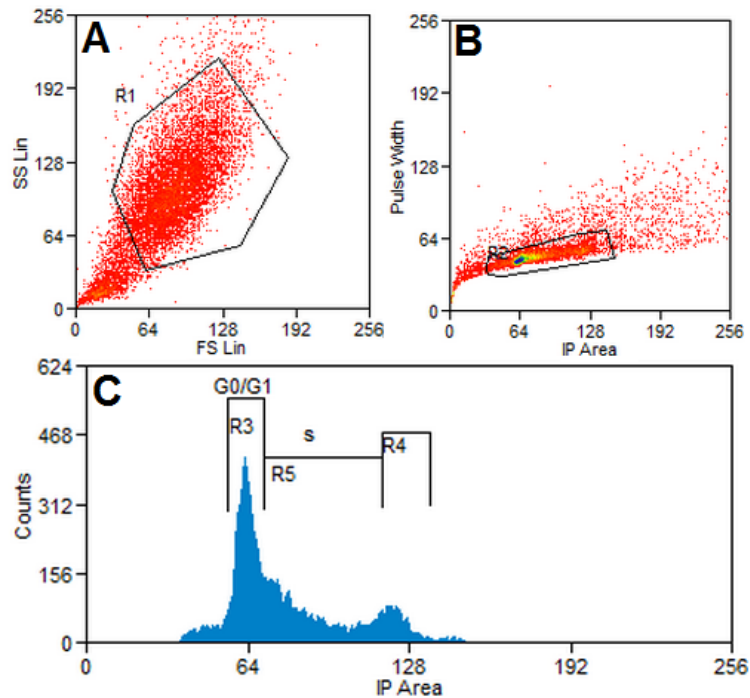 A
256
192
128
64
0
SS Lin
R1
0 64 128 192 256
FS Lin
B
256
192
128
64
0
Pulse Width
R2
0 64 128 192 256
IP Area
C
624
468
312
156
0
Counts
G0/G1
R3
s
R4
R5
0 64 128 192 256
IP Area